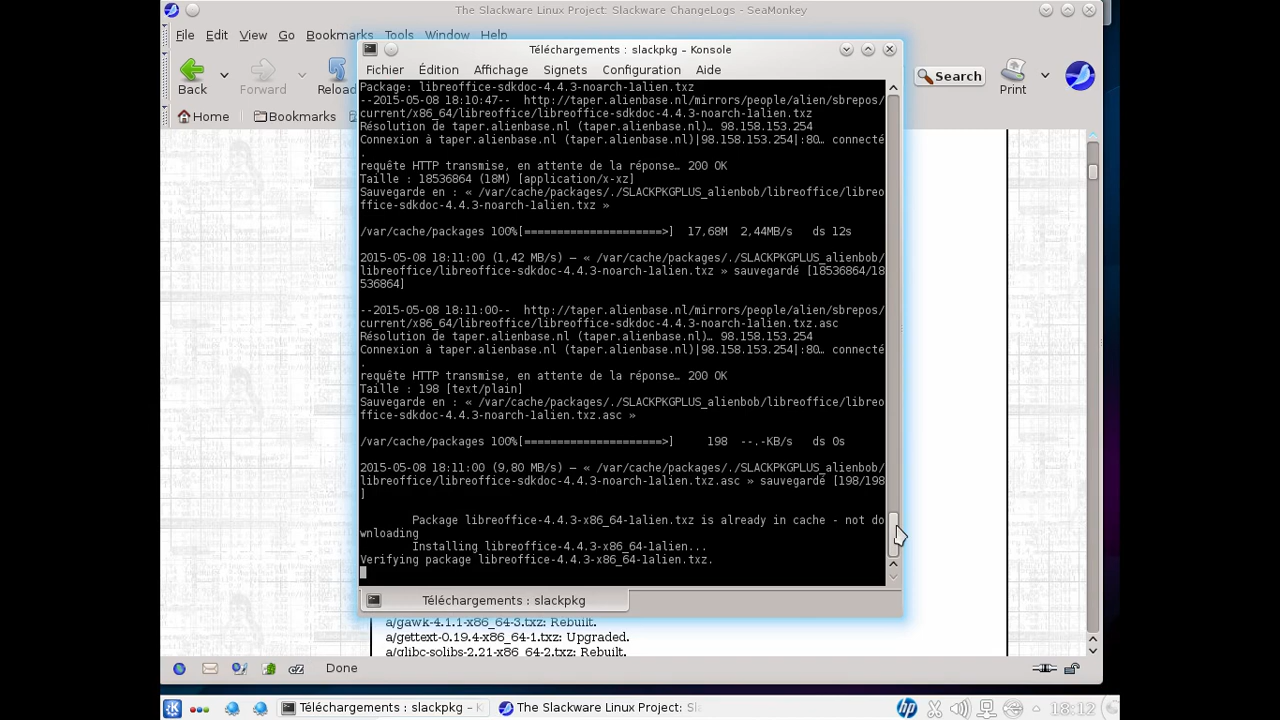 The Slackware Linux Project: Slackware ChangeLogs - SeaMonkey
File Edit View Go Bookmarks Tools Window Help
Back Forward Reload Search Print
Home Bookmarks
Téléchargements : slackpkg – Konsole
Fichier Édition Affichage Signets Configuration Aide
Package: libreoffice-sdkdoc-4.4.3-noarch-1alien.txz
--2015-05-08 18:10:47--  http://taper.alienbase.nl/mirrors/people/alien/sbrepos/
current/x86_64/libreoffice/libreoffice-sdkdoc-4.4.3-noarch-1alien.txz
Résolution de taper.alienbase.nl (taper.alienbase.nl)… 98.158.153.254
Connexion à taper.alienbase.nl (taper.alienbase.nl)|98.158.153.254|:80… connecté
.
requête HTTP transmise, en attente de la réponse… 200 OK
Taille : 18536864 (18M) [application/x-xz]
Sauvegarde en : « /var/cache/packages/./SLACKPKGPLUS_alienbob/libreoffice/libreo
ffice-sdkdoc-4.4.3-noarch-1alien.txz »
/var/cache/packages 100%[=====================>]  17,68M  2,44MB/s   ds 12s
2015-05-08 18:11:00 (1,42 MB/s) — « /var/cache/packages/./SLACKPKGPLUS_alienbob/
libreoffice/libreoffice-sdkdoc-4.4.3-noarch-1alien.txz » sauvegardé [18536864/18
536864]
--2015-05-08 18:11:00--  http://taper.alienbase.nl/mirrors/people/alien/sbrepos/
current/x86_64/libreoffice/libreoffice-sdkdoc-4.4.3-noarch-1alien.txz.asc
Résolution de taper.alienbase.nl (taper.alienbase.nl)… 98.158.153.254
Connexion à taper.alienbase.nl (taper.alienbase.nl)|98.158.153.254|:80… connecté
.
requête HTTP transmise, en attente de la réponse… 200 OK
Taille : 198 [text/plain]
Sauvegarde en : « /var/cache/packages/./SLACKPKGPLUS_alienbob/libreoffice/libreo
ffice-sdkdoc-4.4.3-noarch-1alien.txz.asc »
/var/cache/packages 100%[=====================>]     198  --.-KB/s   ds 0s
2015-05-08 18:11:00 (9,80 MB/s) — « /var/cache/packages/./SLACKPKGPLUS_alienbob/
libreoffice/libreoffice-sdkdoc-4.4.3-noarch-1alien.txz.asc » sauvegardé [198/198
]
Package libreoffice-4.4.3-x86_64-1alien.txz is already in cache - not do
wnloading
Installing libreoffice-4.4.3-x86_64-1alien...
Verifying package libreoffice-4.4.3-x86_64-1alien.txz.
Téléchargements : slackpkg
a/gawk-4.1.1-x86_64-3.txz: Rebuilt.
a/gettext-0.19.4-x86_64-1.txz: Upgraded.
a/glibc-solibs-2.21-x86_64-2.txz: Rebuilt.
Done
Téléchargements : slackpkg – K
The Slackware Linux Project: S
hp
18:12